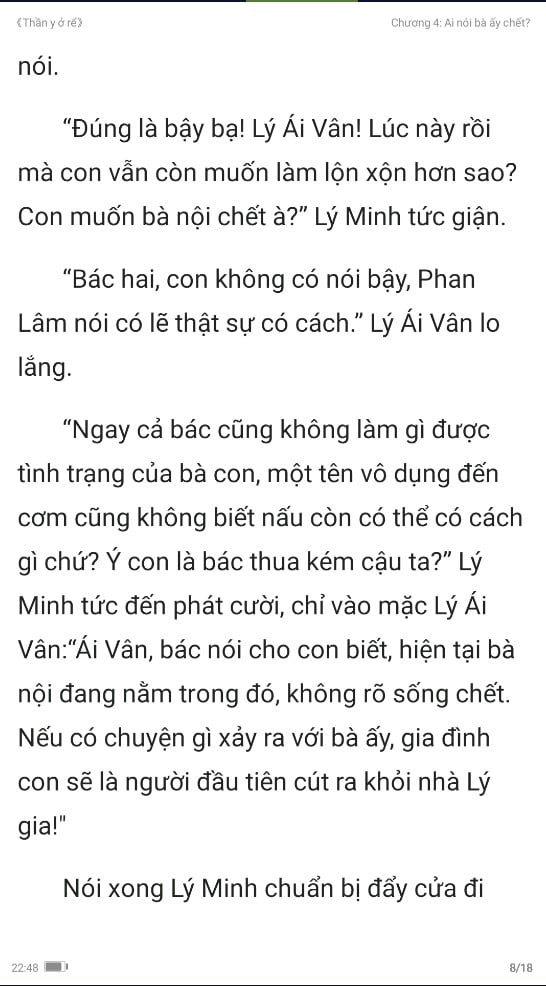 《Thần y ở rể》
Chương 4: Ai nói bà ấy chết?
nói.
“Đúng là bậy bạ! Lý Ái Vân! Lúc này rồi
mà con vẫn còn muốn làm lộn xộn hơn sao?
Con muốn bà nội chết à?” Lý Minh tức giận.
“Bác hai, con không có nói bậy, Phan
Lâm nói có lẽ thật sự có cách.” Lý Ái Vân lo
lắng.
“Ngay cả bác cũng không làm gì được
tình trạng của bà con, một tên vô dụng đến
cơm cũng không biết nấu còn có thể có cách
gì chứ? Ý con là bác thua kém cậu ta?” Lý
Minh tức đến phát cười, chỉ vào mặc Lý Ái
Vân:“Ái Vân, bác nói cho con biết, hiện tại bà
nội đang nằm trong đó, không rõ sống chết.
Nếu có chuyện gì xảy ra với bà ấy, gia đình
con sẽ là người đầu tiên cút ra khỏi nhà Lý
gia!"
Nói xong Lý Minh chuẩn bị đẩy cửa đi
22:48
8/18